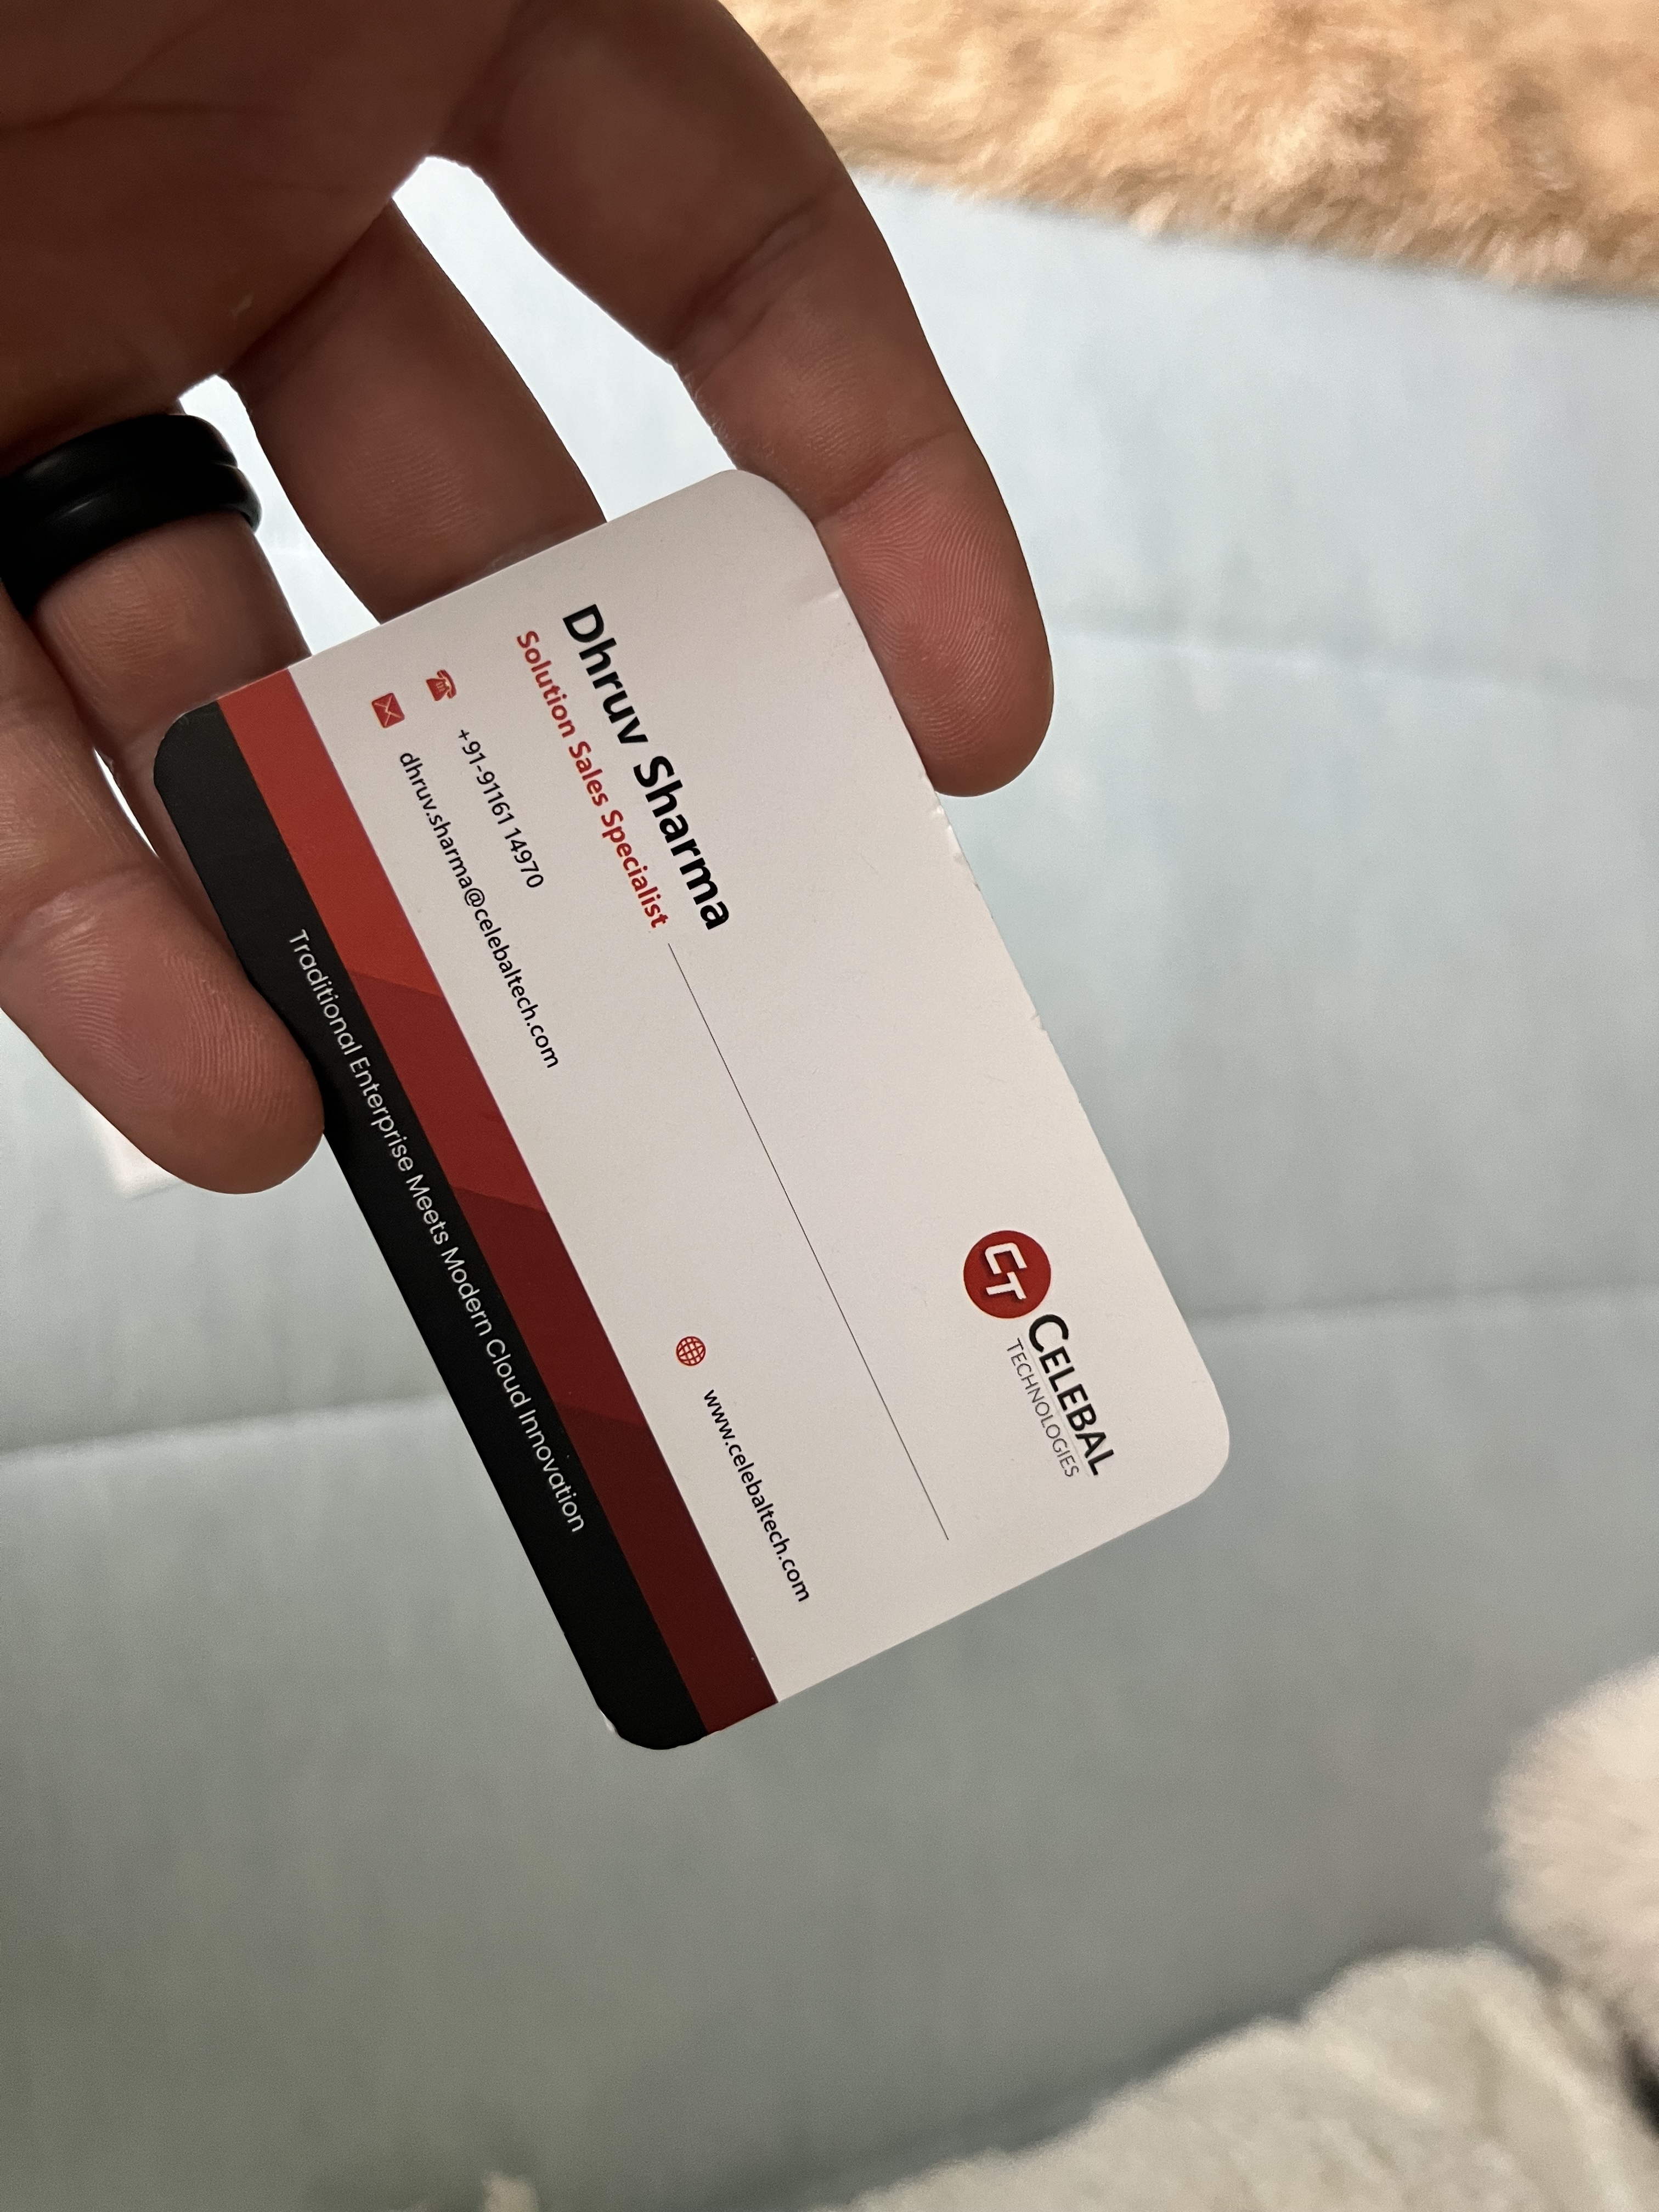 CT
CELEBAL
TECHNOLOGIES
Dhruv Sharma
Solution Sales Specialist
+91-91161 14970
dhruv.sharma@celebaltech.com
www.celebaltech.com
Traditional Enterprise Meets Modern Cloud Innovation